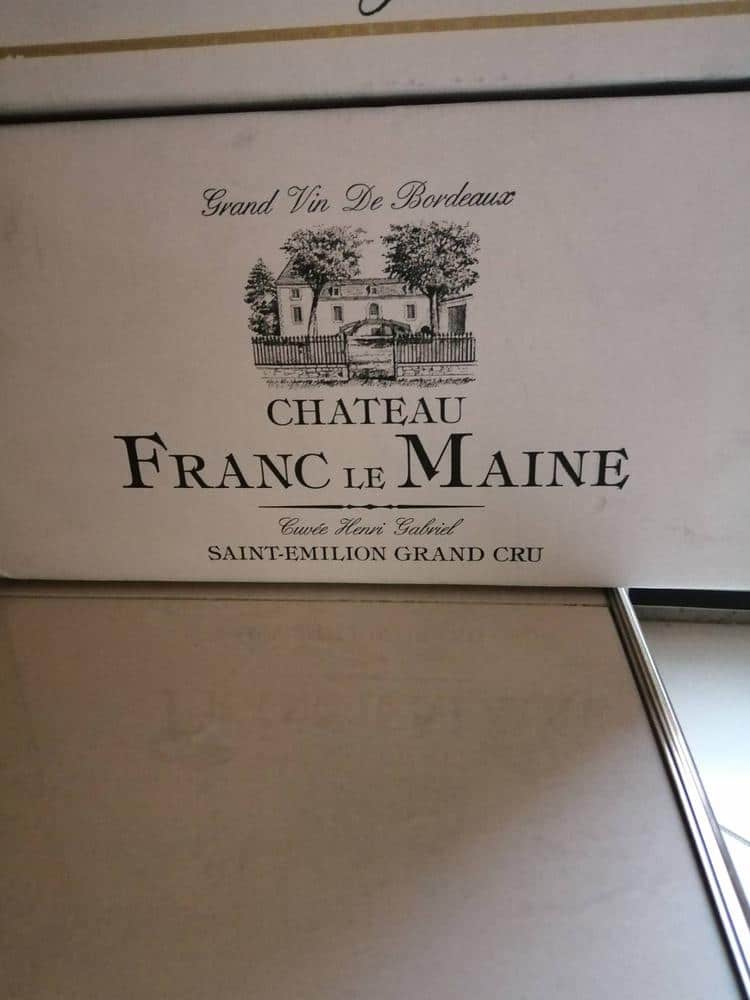 Grand Vin De Bordeaux
CHATEAU
FRANC LE MAINE
Cuvée Henri Gabriel
SAINT-EMILION GRAND CRU